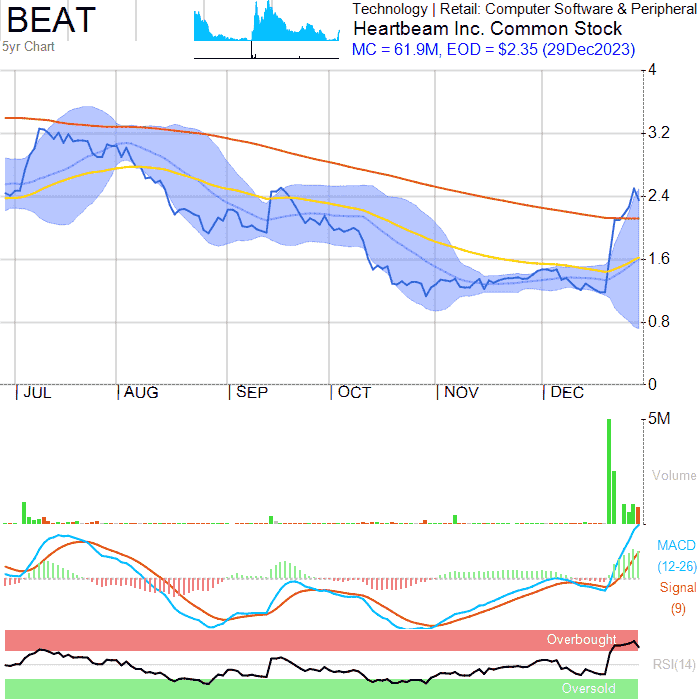 BEAT
5yr Chart
Technology | Retail: Computer Software & Peripheral
Heartbeam Inc. Common Stock
MC = 61.9M, EOD = $2.35 (29Dec2023)
4
3.2
2.4
1.6
0.8
0
JUL AUG SEP OCT NOV DEC
5M
Volume
MACD
(12-26)
Signal
(9)
Overbought
RSI(14)
Oversold